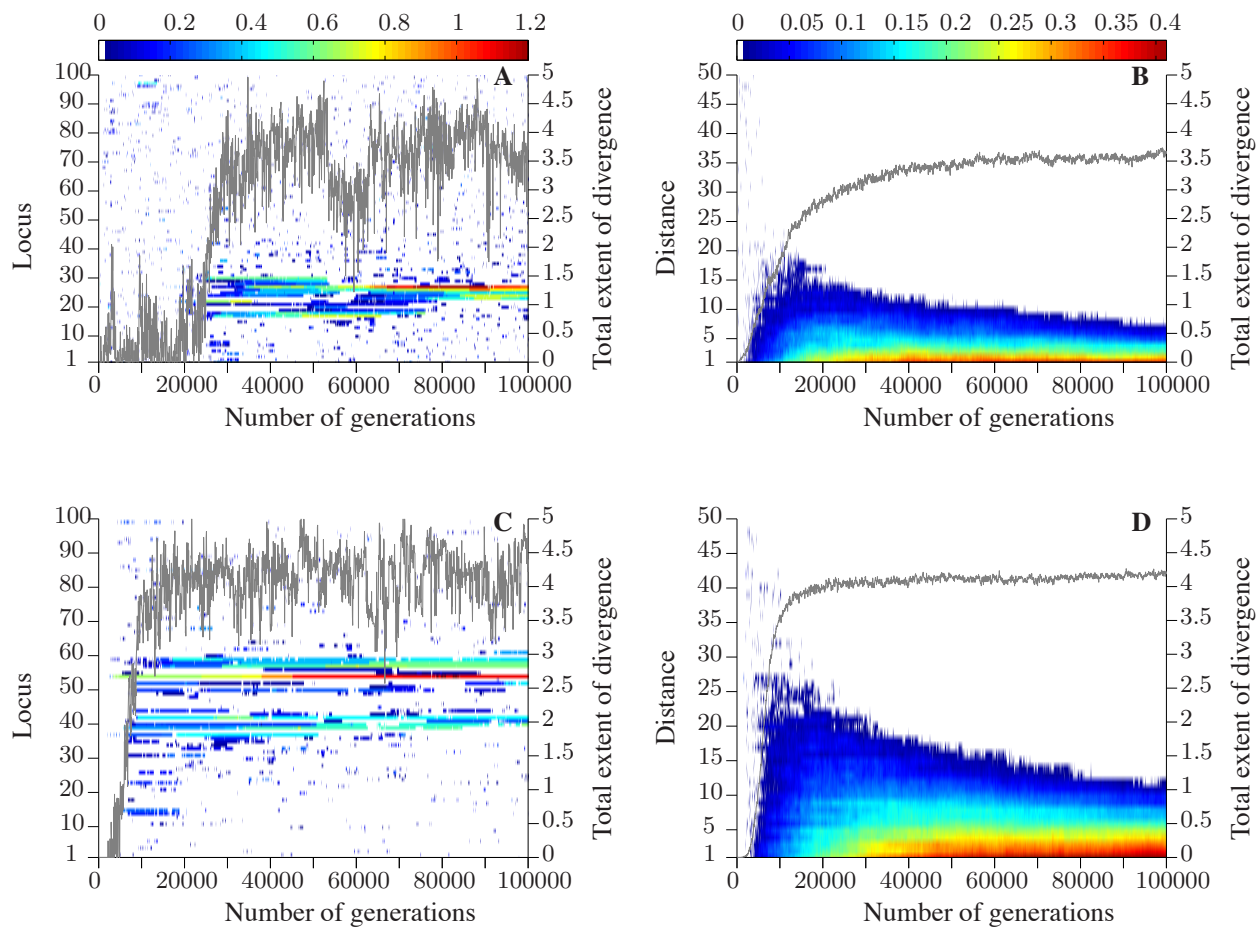 0 0.2 0.4 0.6 0.8 1 1.2
0 0.05 0.1 0.15 0.2 0.25 0.3 0.35 0.4
A
100 90 80 70 60 50 40 30 20 10 1
Locus
5 4.5 4 3.5 3 2.5 2 1.5 1 0.5 0
Total extent of divergence
0 20000 40000 60000 80000 100000
Number of generations
B
50 45 40 35 30 25 20 15 10 5 1
Distance
5 4.5 4 3.5 3 2.5 2 1.5 1 0.5 0
Total extent of divergence
0 20000 40000 60000 80000 100000
Number of generations
C
100 90 80 70 60 50 40 30 20 10 1
Locus
5 4.5 4 3.5 3 2.5 2 1.5 1 0.5 0
Total extent of divergence
0 20000 40000 60000 80000 100000
Number of generations
D
50 45 40 35 30 25 20 15 10 5 1
Distance
5 4.5 4 3.5 3 2.5 2 1.5 1 0.5 0
Total extent of divergence
0 20000 40000 60000 80000 100000
Number of generations